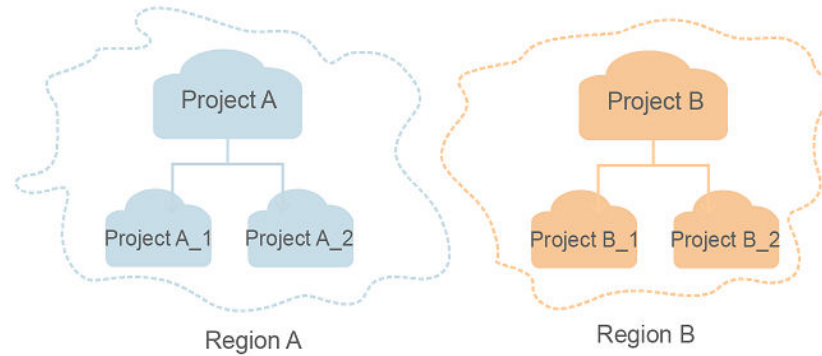 Project A
Project A_1
Project A_2
Region A
Project B
Project B_1
Project B_2
Region B